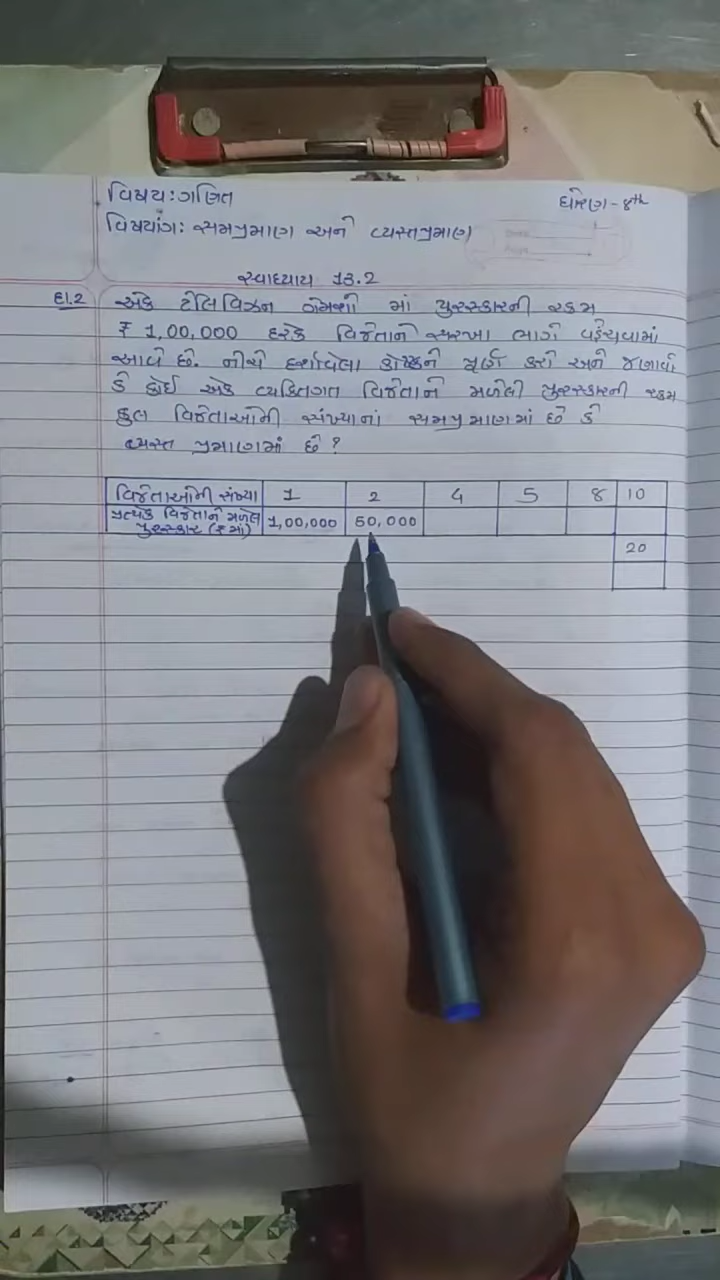 વિષય: ગણિત
ધોરણ - 8th
વિષયાંગ: સમપ્રમાણ અને વ્યસ્તપ્રમાણ
સ્વાધ્યાય 13.2
દા.2 એક ટેલિવિઝન ગેમશો માં પુરસ્કારની રકમ
₹ 1,00,000 દરેક વિજેતાને સરખા ભાગે વહેંચવામાં
આવે છે. નીચે દર્શાવેલા કોષ્ટકને પૂર્ણ કરો અને જણાવો
કે કોઈ એક વ્યક્તિગત વિજેતાને મળેલી પુરસ્કારની રકમ
કુલ વિજેતાઓની સંખ્યાનાં સમપ્રમાણમાં છે કે
વ્યસ્ત પ્રમાણમાં છે ?
વિજેતાઓની સંખ્યા 1 2 4 5 8 10
પ્રત્યેક વિજેતાને મળેલ 1,00,000 50,000
પુરસ્કાર (₹ માં)
20